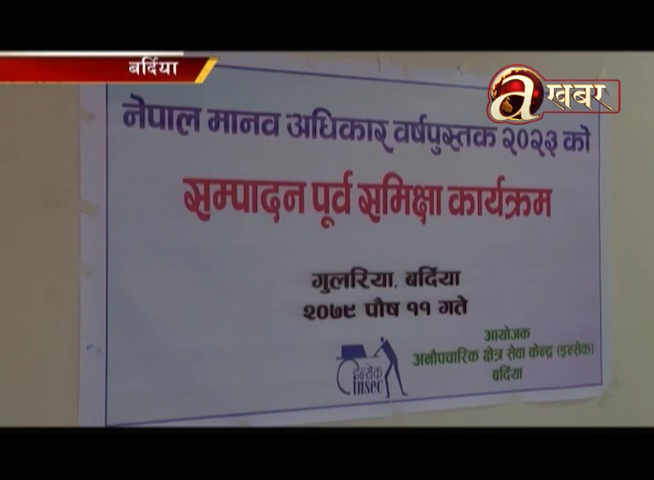 बर्दिया
a खबर
नेपाल मानव अधिकार वर्षपुस्तक २०२३ को
सम्पादन पूर्व समिक्षा कार्यक्रम
गुलरिया, बर्दिया
२०७९ पौष ११ गते
आयोजक
अनौपचारिक क्षेत्र सेवा केन्द्र (इन्सेक)
बर्दिया
इन्सेक
insec